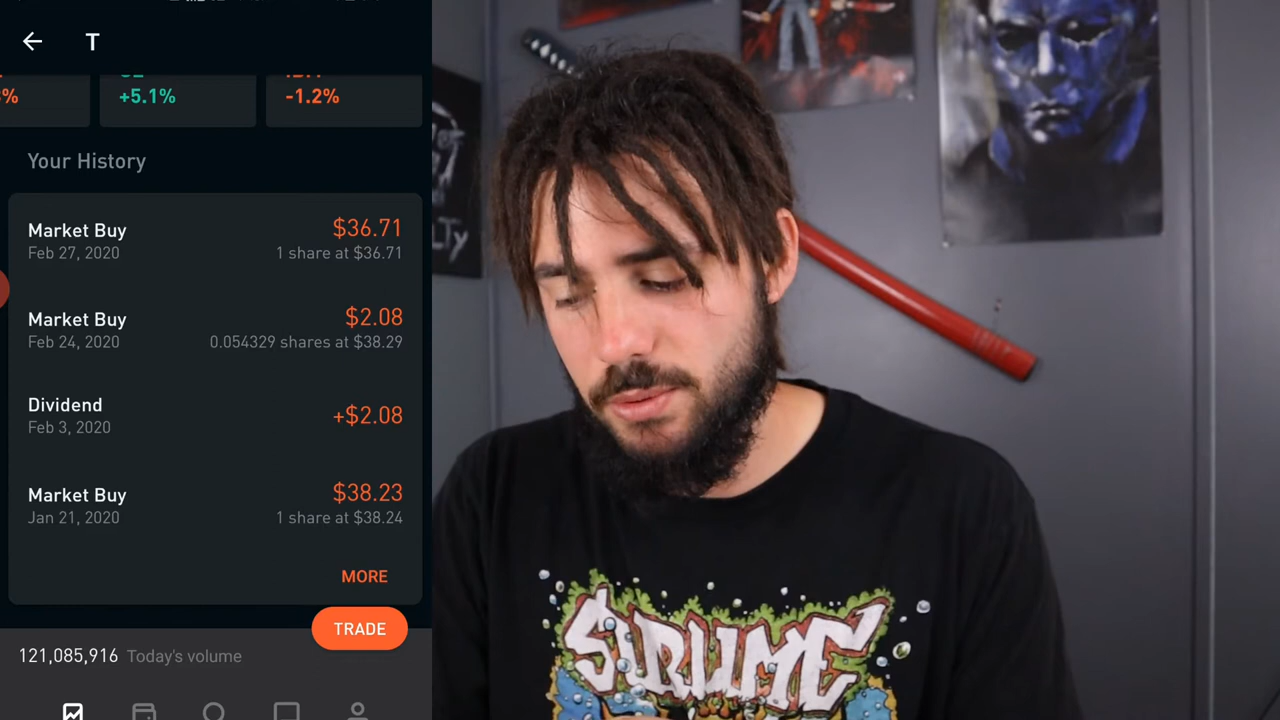 T
%
+5.1%
-1.2%
Your History
Market Buy
$36.71
Feb 27, 2020
1 share at $36.71
Market Buy
$2.08
Feb 24, 2020
0.054329 shares at $38.29
Dividend
+$2.08
Feb 3, 2020
Market Buy
$38.23
Jan 21, 2020
1 share at $38.24
MORE
TRADE
121,085,916 Today's volume
LTy
SUBLIME